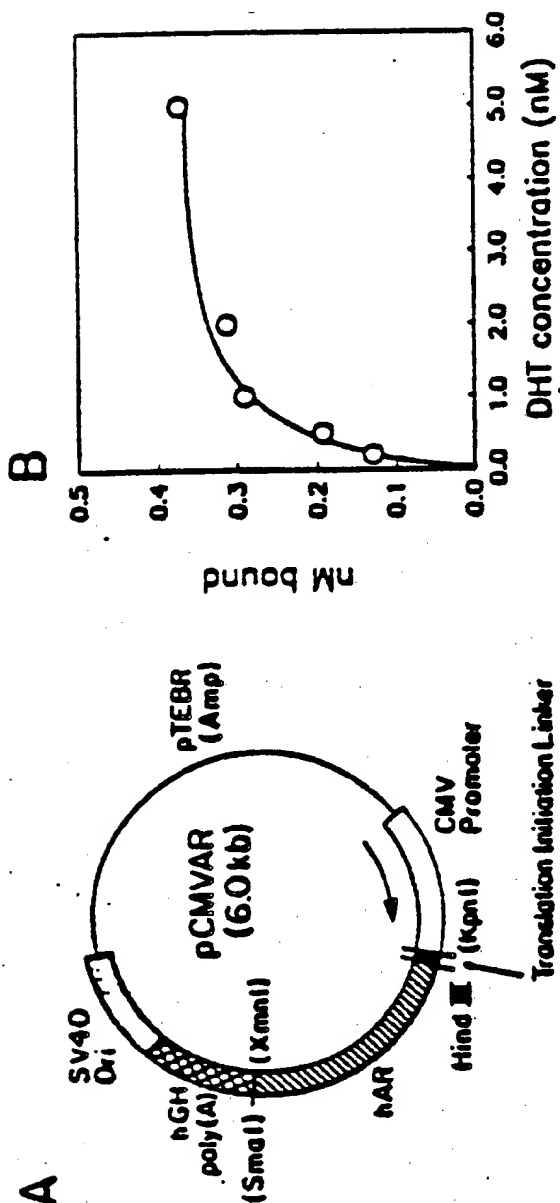 A
SV40
Ori
hGH
poly(A)
(SmaI)
(XmnI)
pTEBR
(Amp)
pCMVAR
(6.0kb)
hAR
Hind III
(KpnI)
CMV
Promoter
Translation Initiation Linker
B
nM bound
0.5
0.4
0.3
0.2
0.1
0.0
0.0
1.0
2.0
3.0
4.0
5.0
6.0
DHT concentration (nM)